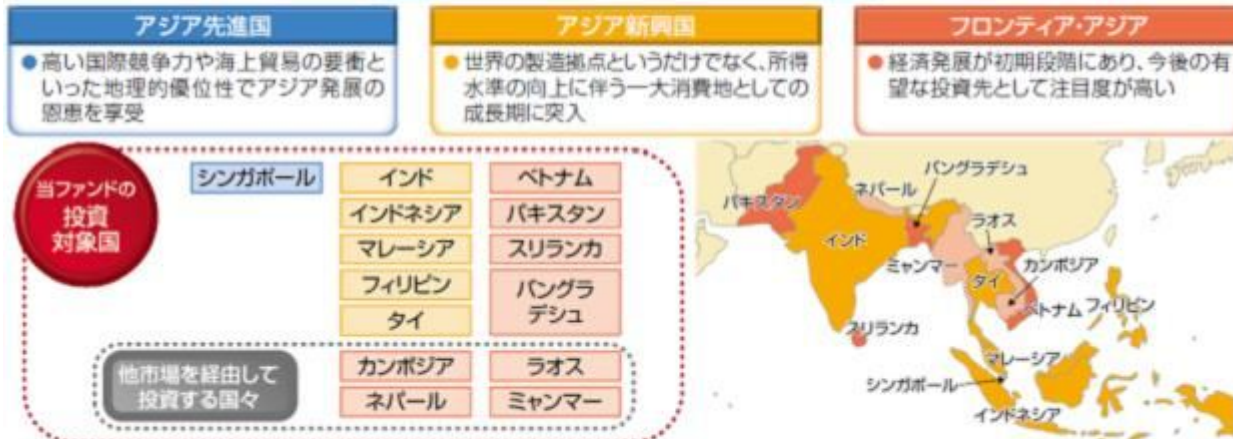 アジア先進国
●高い国際競争力や海上貿易の要衝と
いった地理的優位性でアジア発展の
恩恵を享受
アジア新興国
●世界の製造拠点というだけでなく、所得
水準の向上に伴う一大消費地としての
成長期に突入
フロンティア・アジア
●経済発展が初期段階にあり、今後の有
望な投資先として注目度が高い
当ファンドの
投資
対象国
シンガポール
インド
インドネシア
マレーシア
フィリピン
タイ
ベトナム
パキスタン
スリランカ
バングラ
デシュ
他市場を経由して
投資する国々
カンボジア
ラオス
ネパール
ミャンマー
バングラデシュ
ネパール
パキスタン
ラオス
インド
ミャンマー
カンボジア
タイ
ベトナム
フィリピン
スリランカ
マレーシア
シンガポール
インドネシア